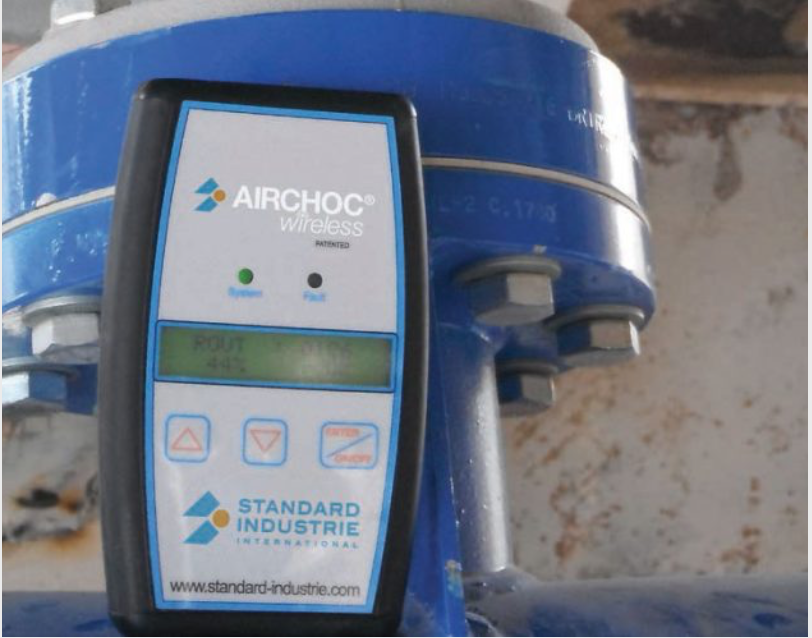 AIRCHOC®
wireless
PATENTED
System Fault
ROUT
44%
ENTER
ON/OFF
STANDARD
INDUSTRIE
INTERNATIONAL
www.standard-industrie.com